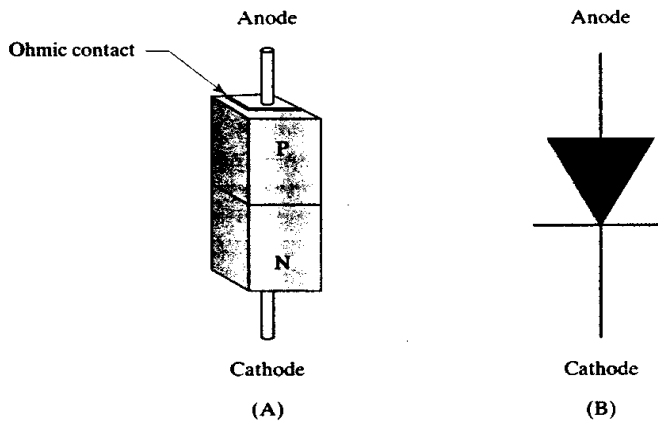 Anode
Ohmic contact
P
N
Cathode
(A)
Anode
Cathode
(B)